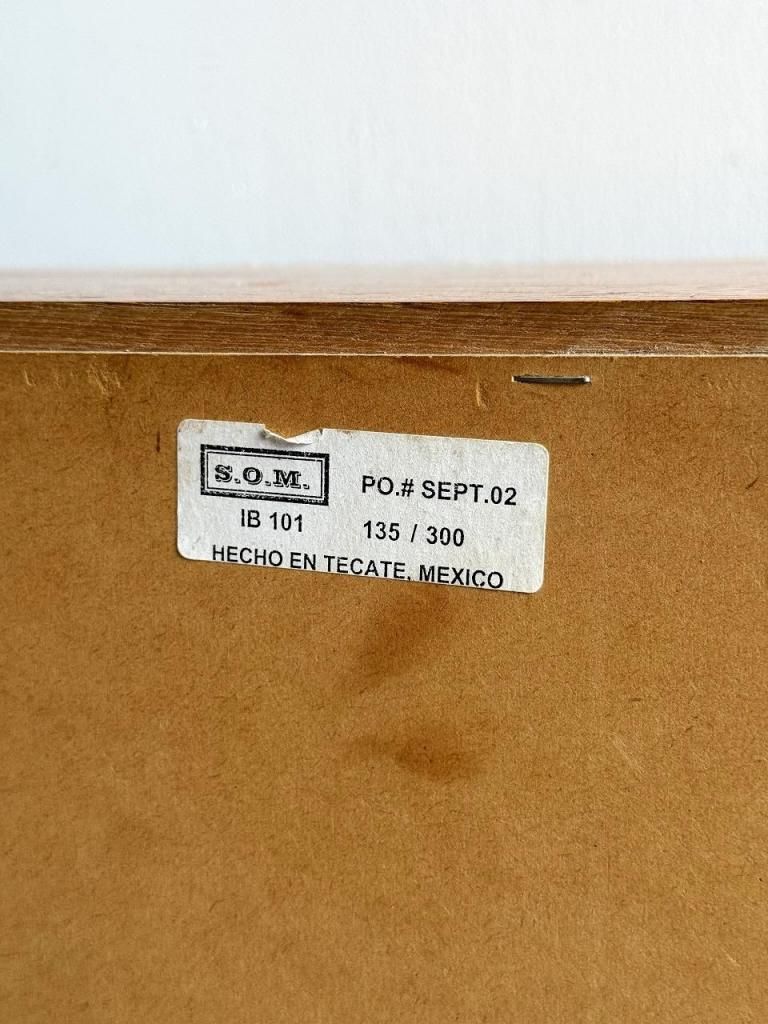 S.O.M. PO.# SEPT.02
IB 101 135 / 300
HECHO EN TECATE, MEXICO